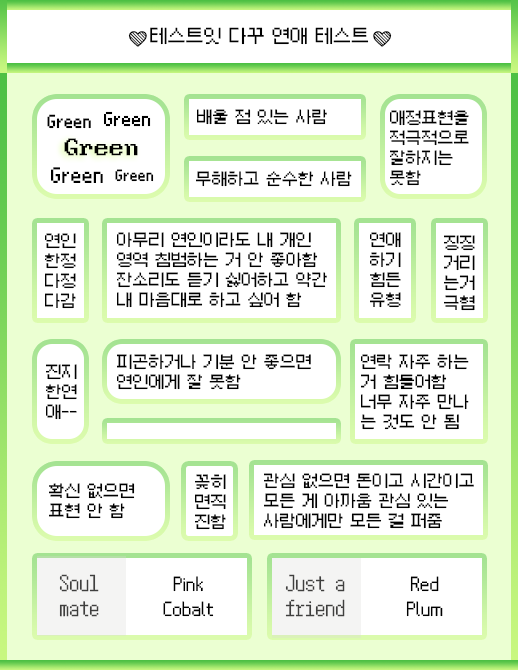 테스트잇 다꾸 연애 테스트
Green Green
Green
Green Green
배울 점 있는 사람
무해하고 순수한 사람
애정표현을
적극적으로
잘하지는
못함
연인
한정
다정
다감
아무리 연인이라도 내 개인
영역 침범하는 거 안 좋아함
잔소리도 듣기 싫어하고 약간
내 마음대로 하고 싶어 함
연애
하기
힘든
유형
징징
거리
는거
극혐
진지
한연
애--
피곤하거나 기분 안 좋으면
연인에게 잘 못함
연락 자주 하는
거 힘들어함
너무 자주 만나
는 것도 안 됨
확신 없으면
표현 안 함
꽂히
면직
진함
관심 없으면 돈이고 시간이고
모든 게 아까움 관심 있는
사람에게만 모든 걸 퍼줌
Soul
mate
Pink
Cobalt
Just a
friend
Red
Plum